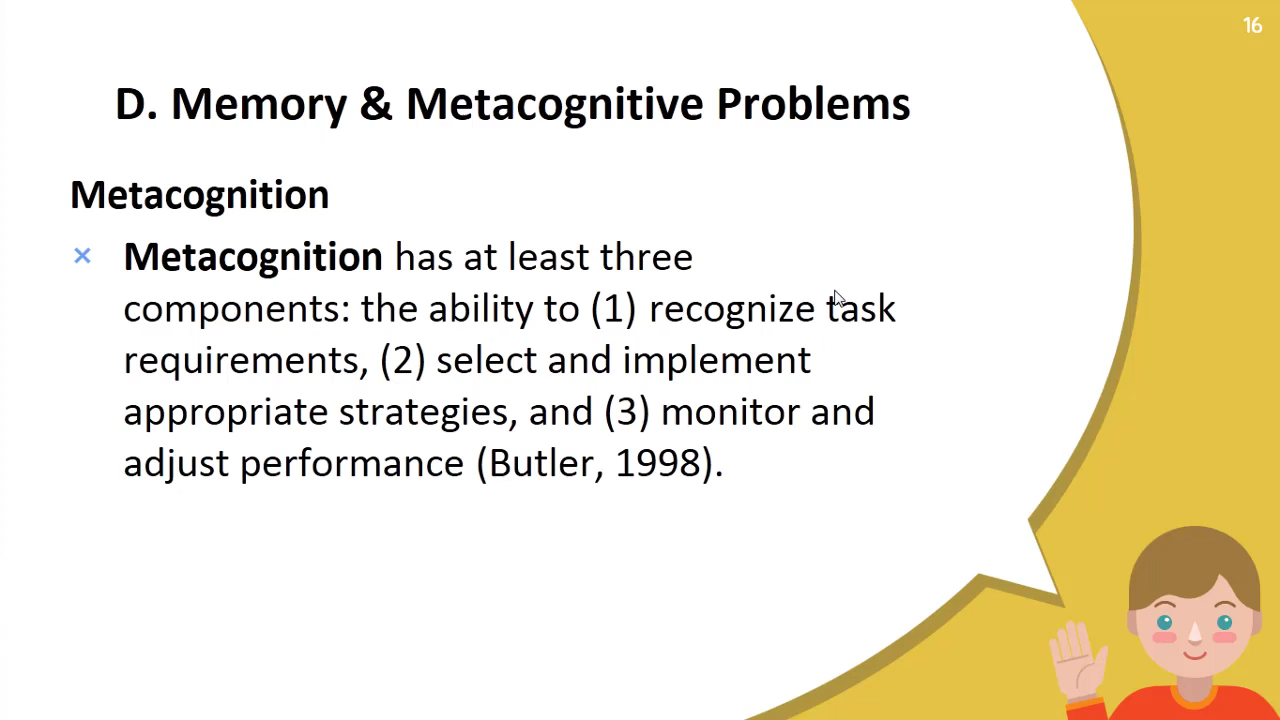 16
D. Memory & Metacognitive Problems
Metacognition
× Metacognition has at least three
components: the ability to (1) recognize task
requirements, (2) select and implement
appropriate strategies, and (3) monitor and
adjust performance (Butler, 1998).